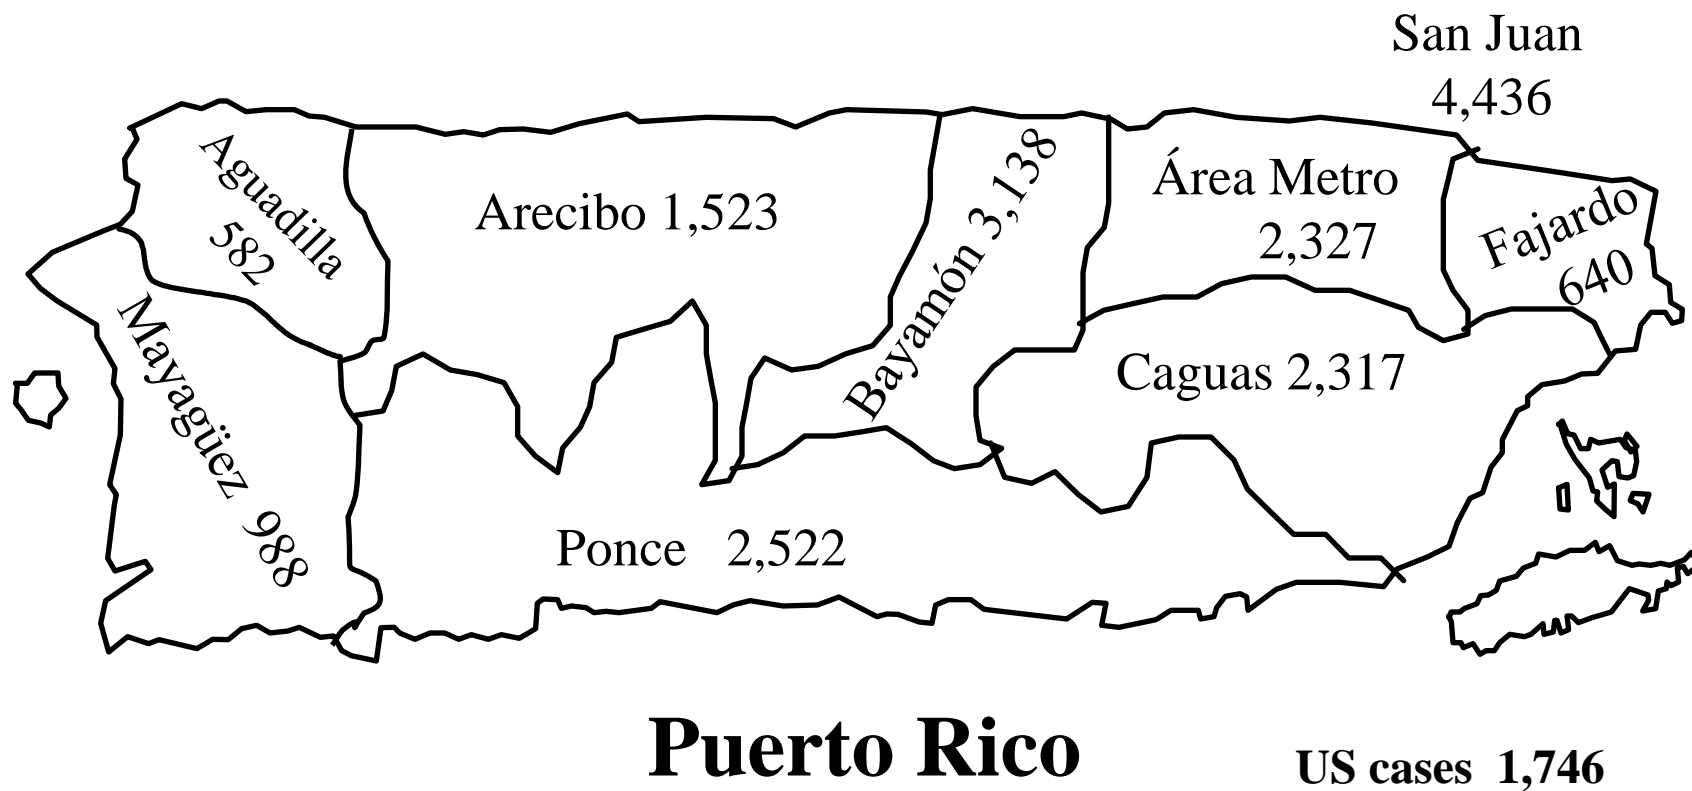 San Juan
4,436
Aguadilla
582
Arecibo 1,523
Bayamón 3,138
Área Metro
2,327
Fajardo
640
Mayagüez 988
Caguas 2,317
Ponce 2,522
Puerto Rico
US cases 1,746